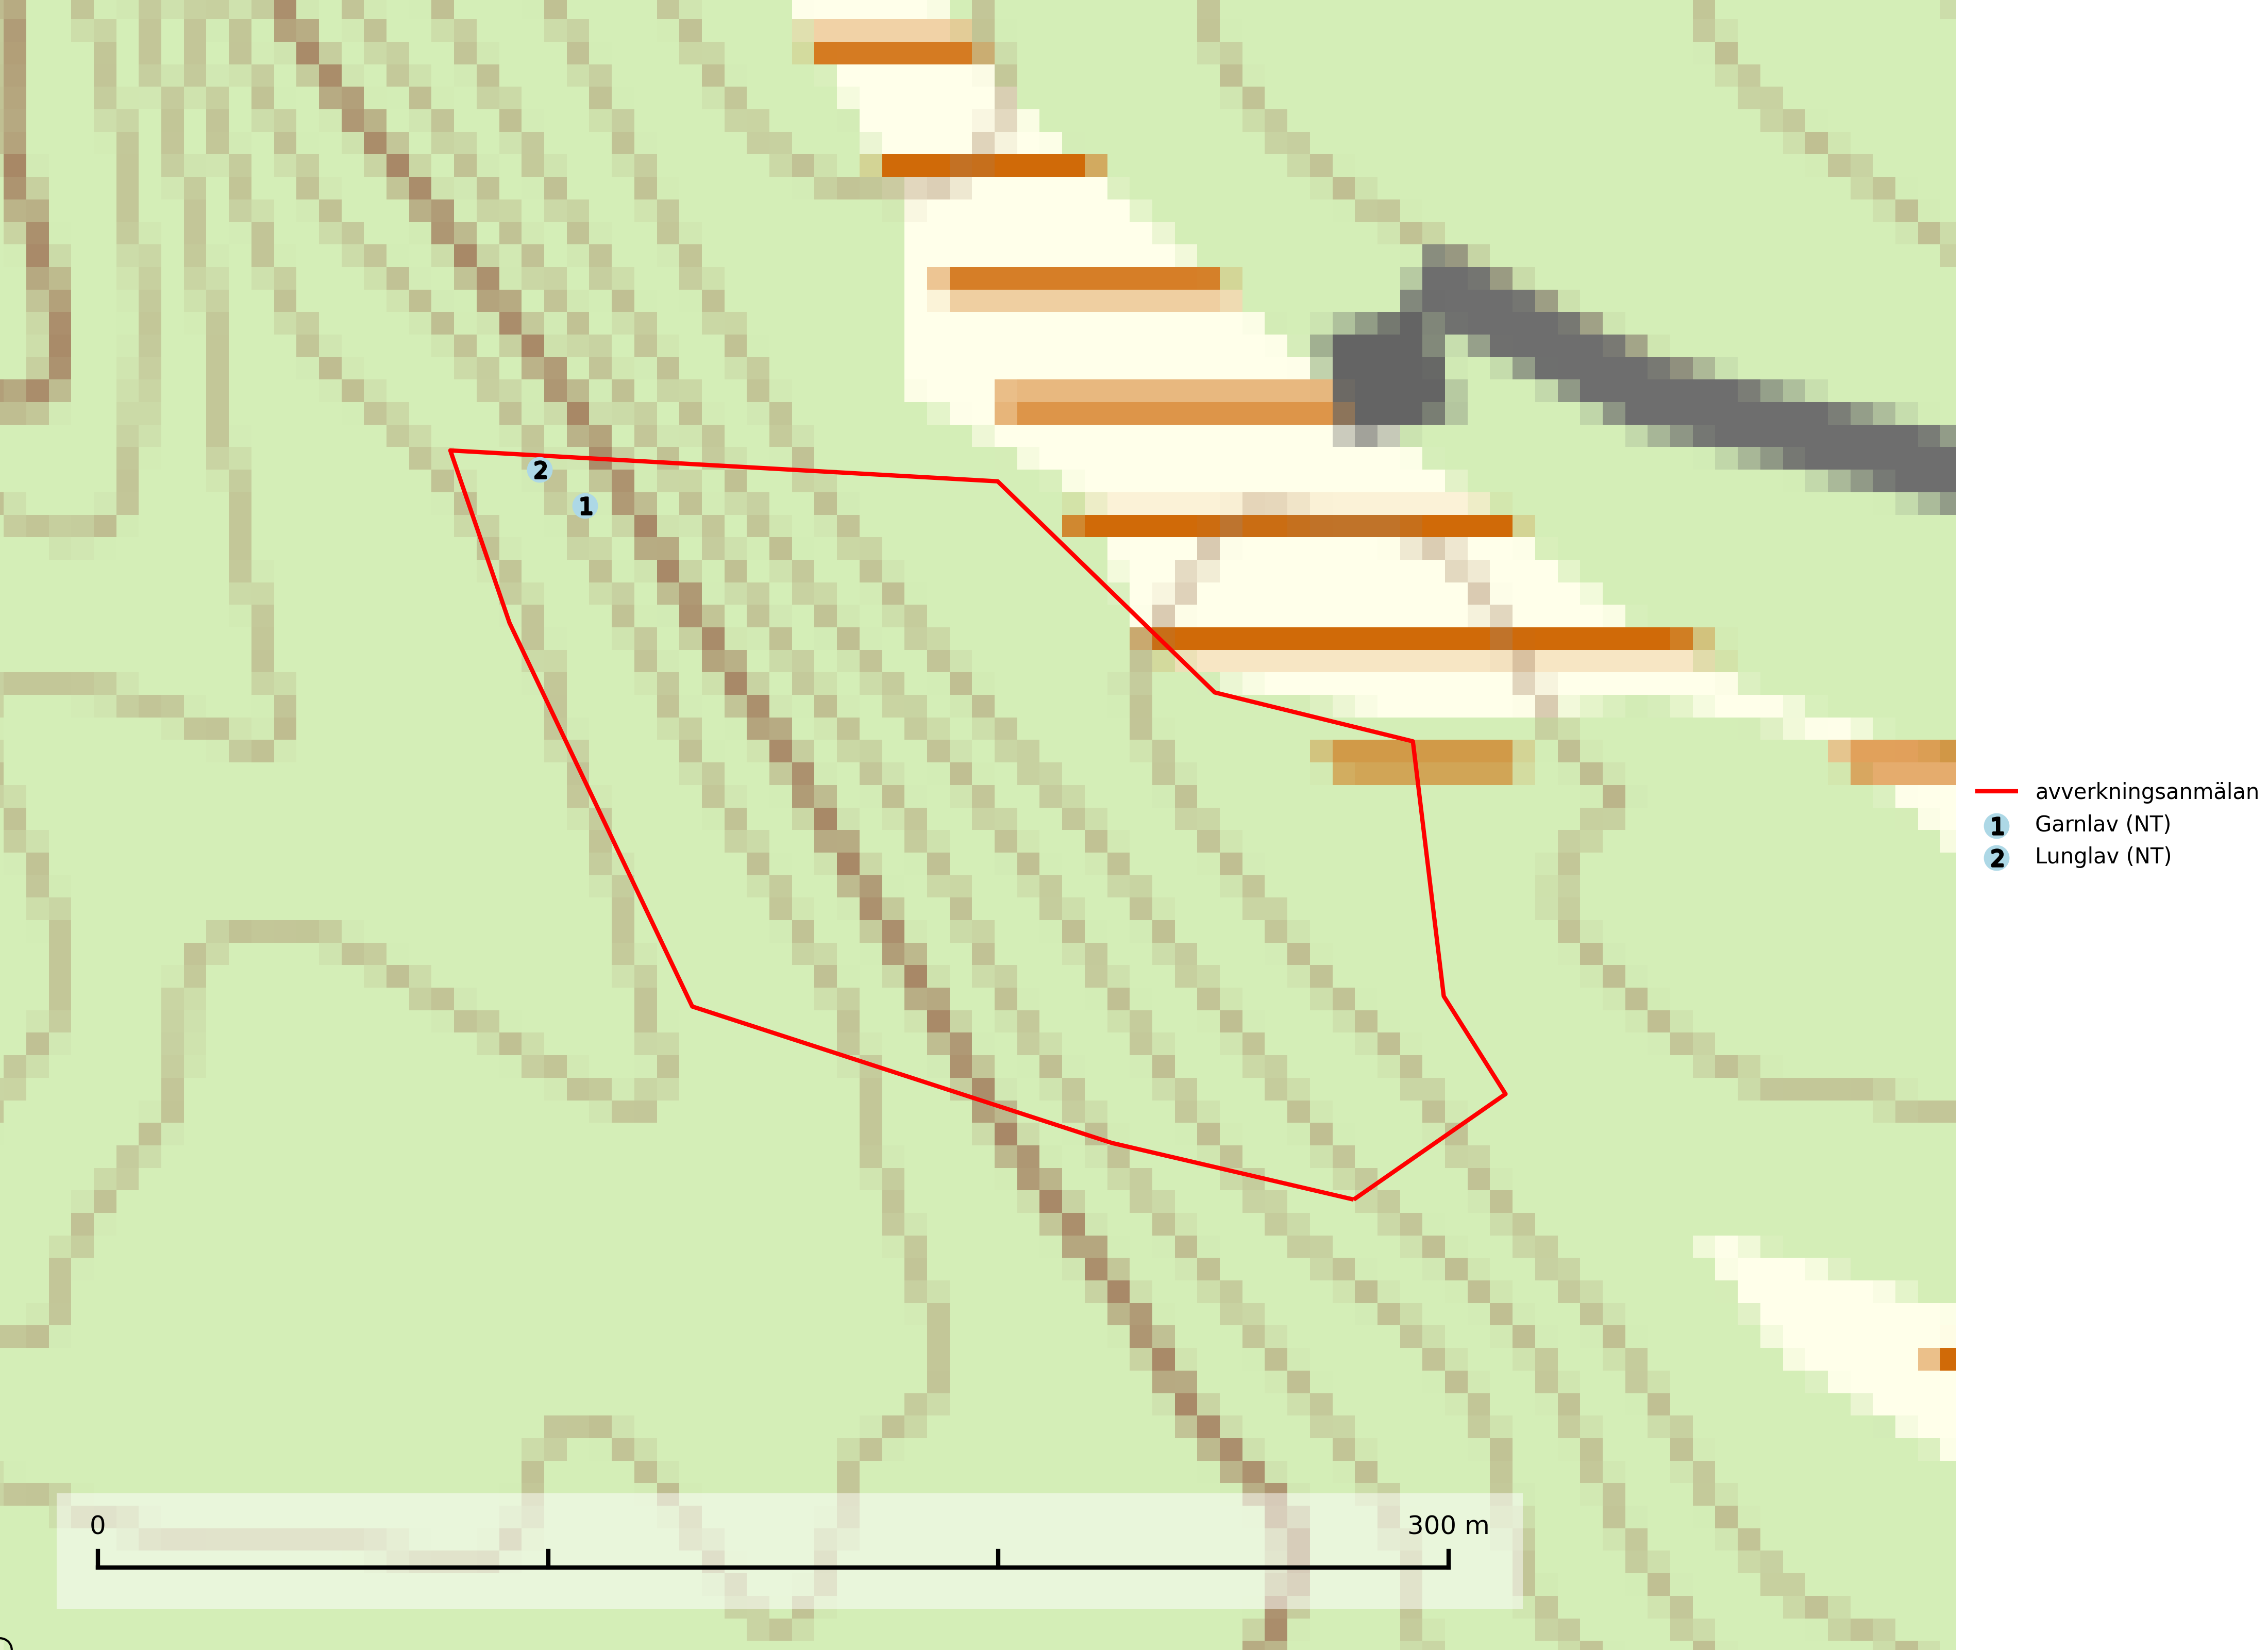 2
1
avverkningsanmälan
1 Garnlav (NT)
2 Lunglav (NT)
0 300 m